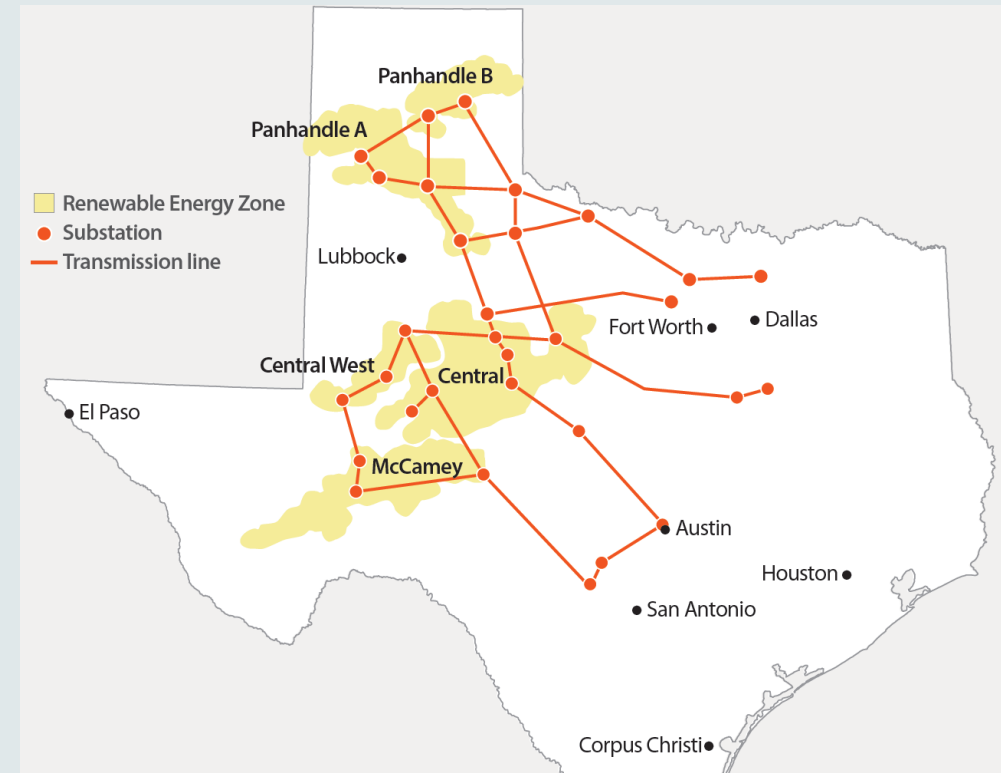 Panhandle B
Panhandle A
Renewable Energy Zone
Substation
Transmission line
Lubbock
Fort Worth
Dallas
Central West
Central
El Paso
McCamey
Austin
Houston
San Antonio
Corpus Christi